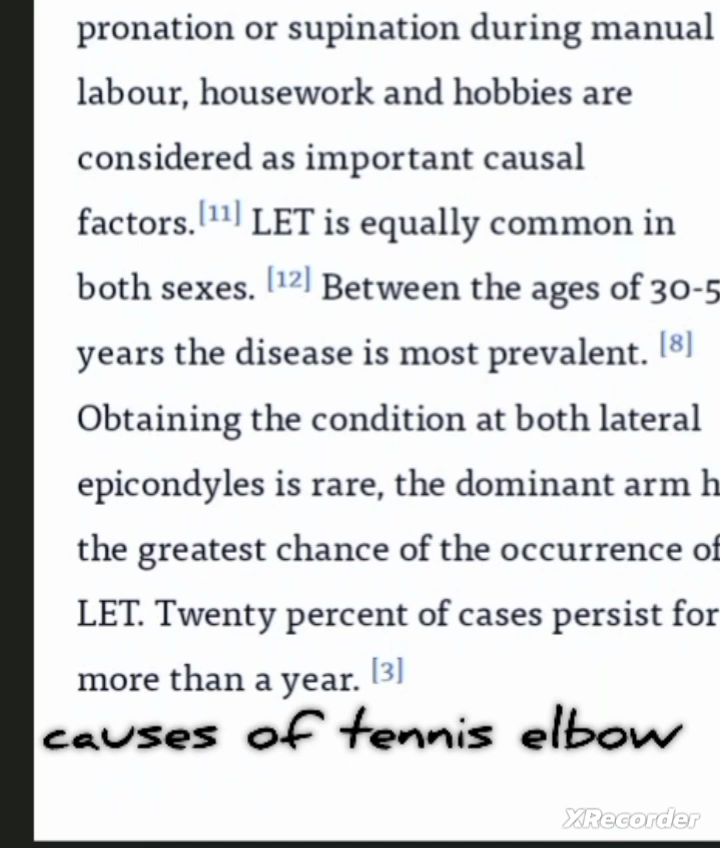 pronation or supination during manual
labour, housework and hobbies are
considered as important causal
factors.[11] LET is equally common in
both sexes. [12] Between the ages of 30-5
years the disease is most prevalent. [8]
Obtaining the condition at both lateral
epicondyles is rare, the dominant arm h
the greatest chance of the occurrence of
LET. Twenty percent of cases persist for
more than a year. [3]
causes of tennis elbow
XRecorder